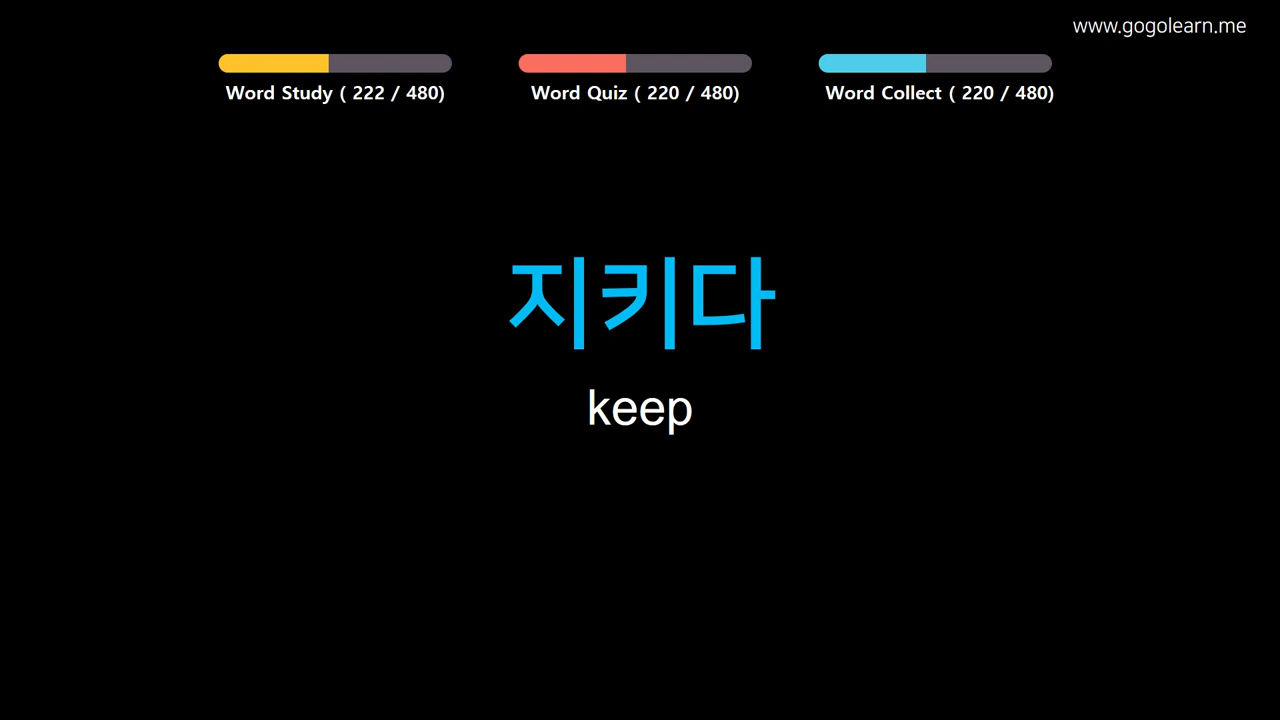 www.gogolearn.me
Word Study ( 222 / 480)
Word Quiz ( 220 / 480)
Word Collect ( 220 / 480)
지키다
keep